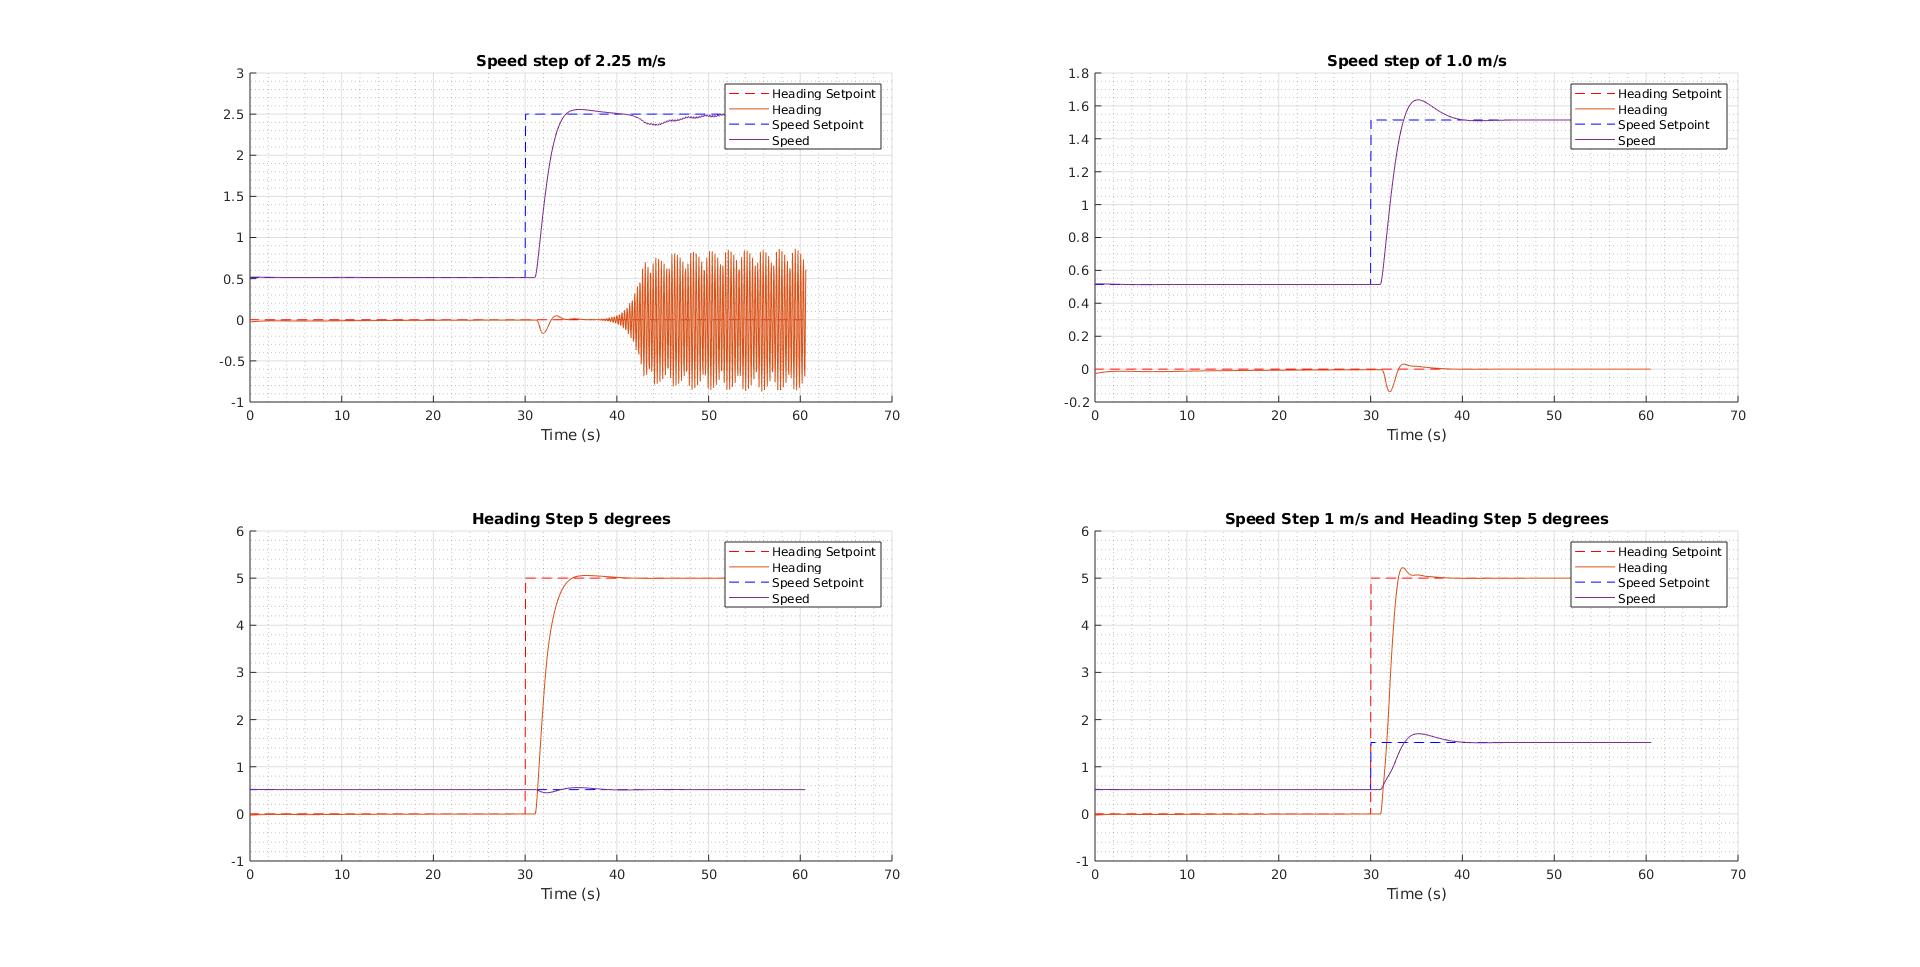 Speed step of 2.25 m/s
3
2.5
2
1.5
1
0.5
0
-0.5
-1
0 10 20 30 40 50 60 70
Time (s)
Heading Setpoint
Heading
Speed Setpoint
Speed
Speed step of 1.0 m/s
1.8
1.6
1.4
1.2
1
0.8
0.6
0.4
0.2
0
-0.2
0 10 20 30 40 50 60 70
Time (s)
Heading Setpoint
Heading
Speed Setpoint
Speed
Heading Step 5 degrees
6
5
4
3
2
1
0
-1
0 10 20 30 40 50 60 70
Time (s)
Heading Setpoint
Heading
Speed Setpoint
Speed
Speed Step 1 m/s and Heading Step 5 degrees
6
5
4
3
2
1
0
-1
0 10 20 30 40 50 60 70
Time (s)
Heading Setpoint
Heading
Speed Setpoint
Speed